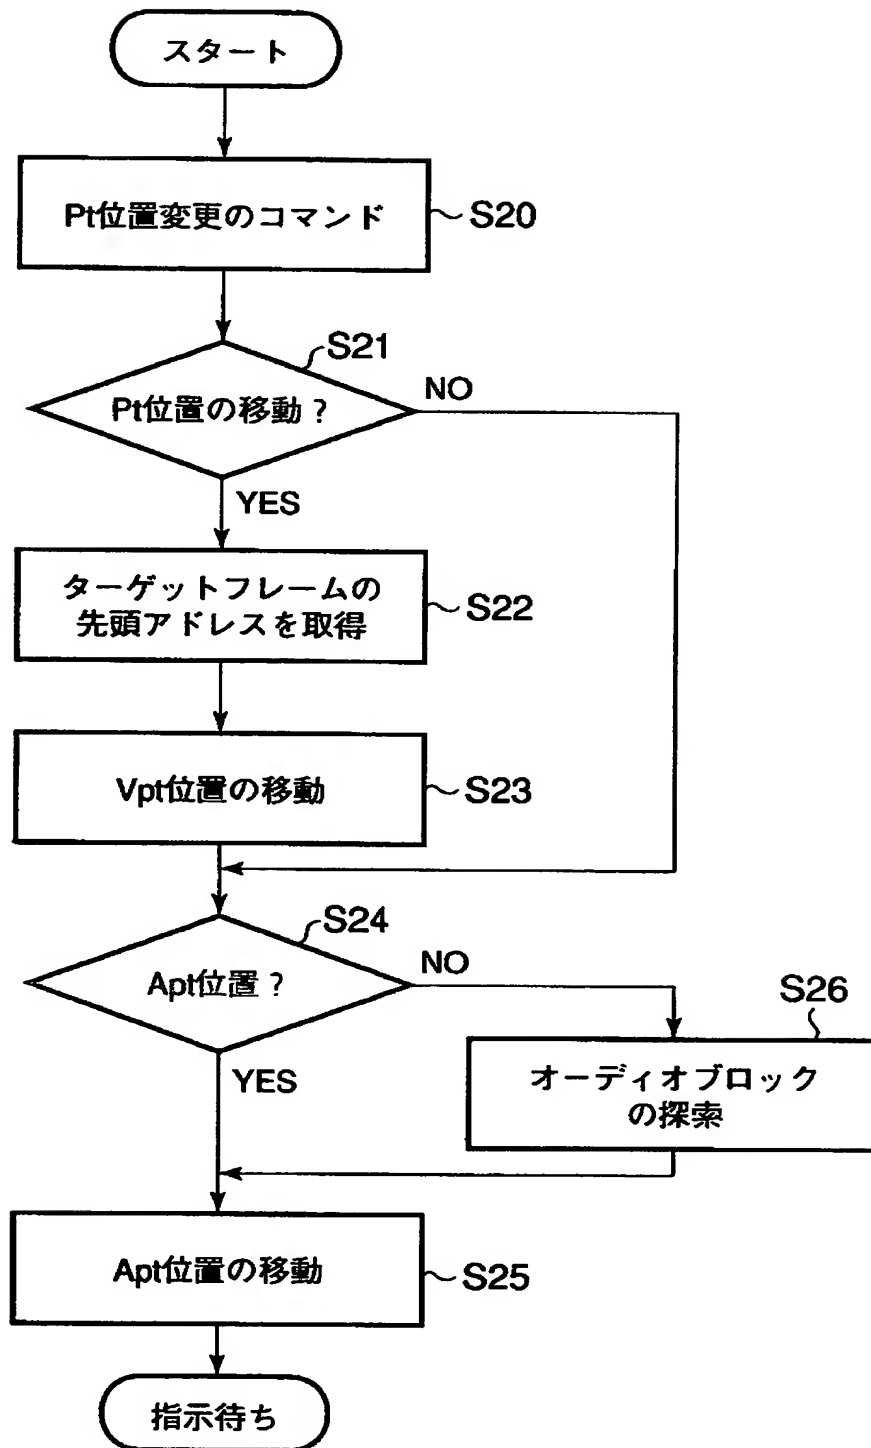 スタート
Pt位置変更のコマンド
S20
S21
Pt位置の移動？
NO
YES
ターゲットフレームの
先頭アドレスを取得
S22
Vpt位置の移動
S23
S24
Apt位置？
NO
S26
YES
オーディオブロック
の探索
Apt位置の移動
S25
指示待ち